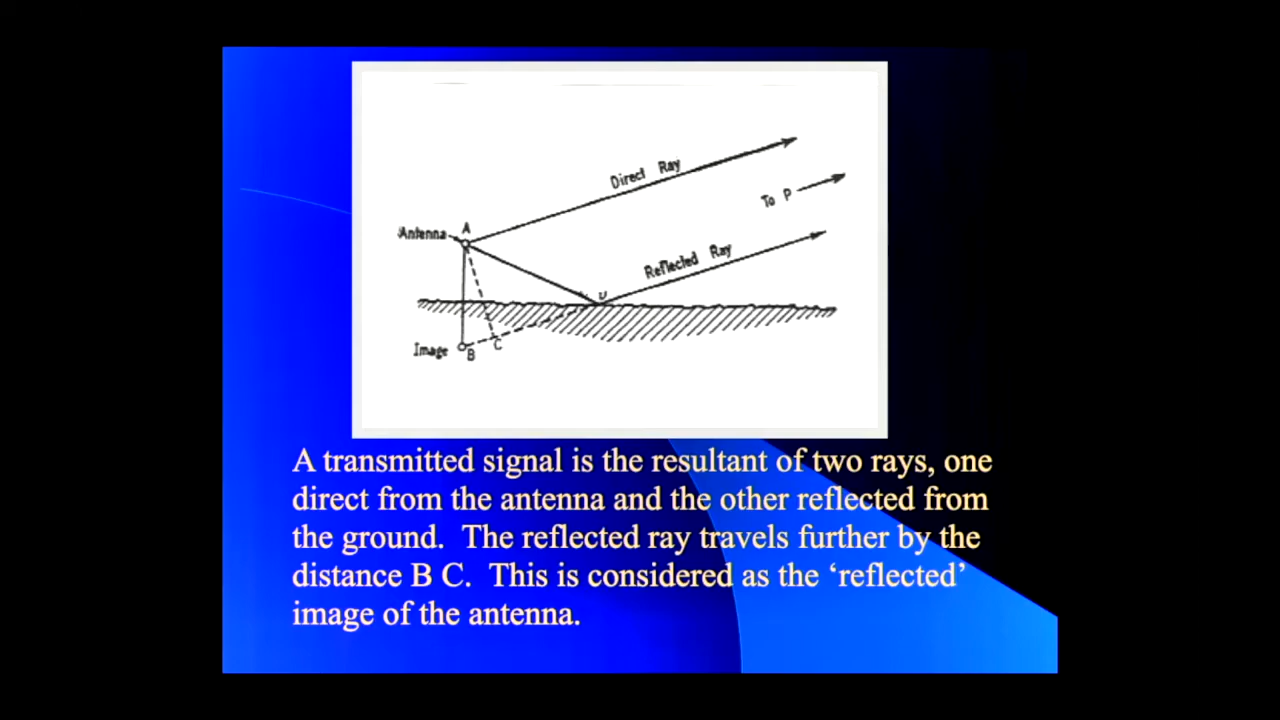 Direct Ray
To P
Antenna
A
Reflected Ray
Image
B
C
A transmitted signal is the resultant of two rays, one
direct from the antenna and the other reflected from
the ground. The reflected ray travels further by the
distance B C. This is considered as the ‘reflected’
image of the antenna.